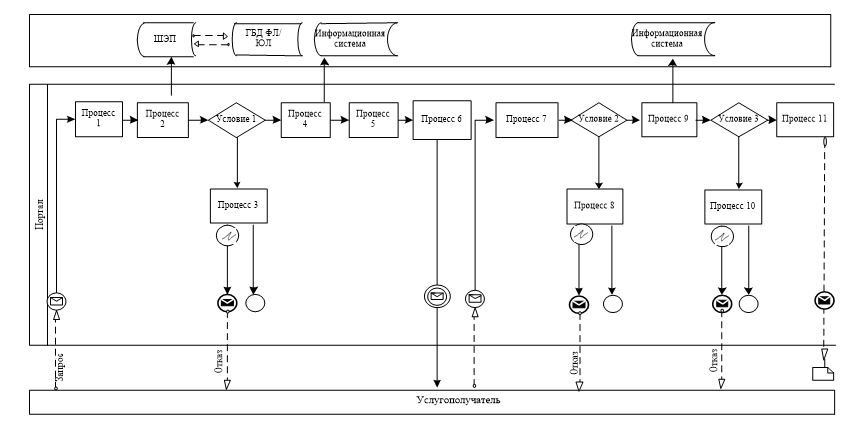 ШЭП
ГБД ФЛ/
ЮЛ
Информационная
система
Информационная
система
Портал
Процесс
1
Процесс
2
Условие 1
Процесс
4
Процесс
5
Процесс 6
Процесс 7
Условие 2
Процесс 9
Условие 3
Процесс 11
Процесс 3
Процесс 8
Процесс 10
Запрос
Отказ
Отказ
Отказ
Услугополучатель